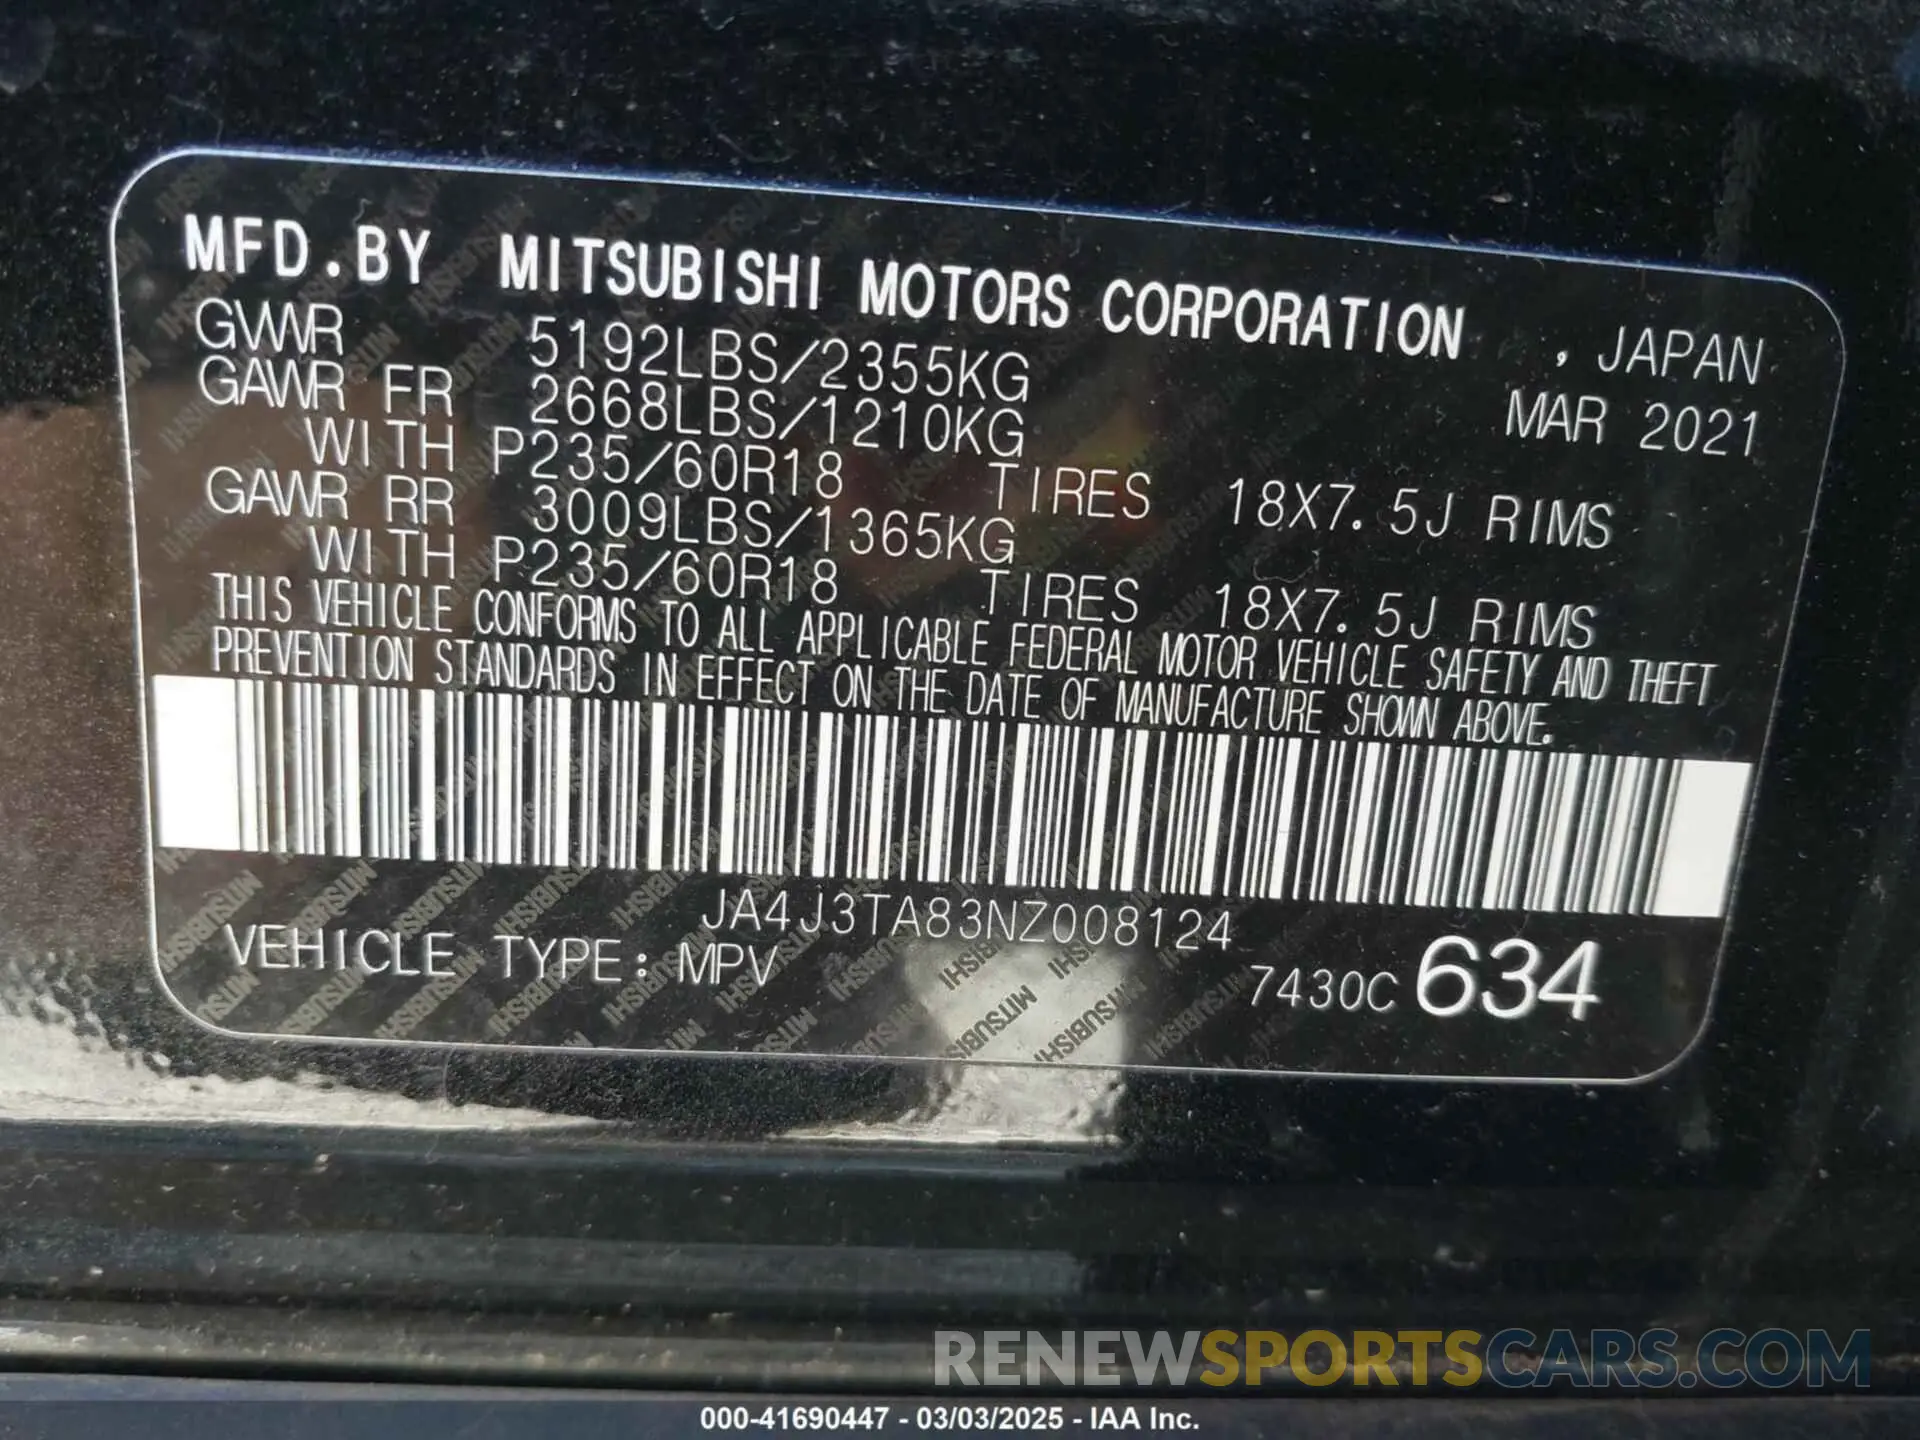 MFD.BY MITSUBISHI MOTORS CORPORATION , JAPAN
GVWR 5192LBS/2355KG MAR 2021
GAWR FR 2668LBS/1210KG
WITH P235/60R18 TIRES 18X7.5J RIMS
GAWR RR 3009LBS/1365KG
WITH P235/60R18 TIRES 18X7.5J RIMS
THIS VEHICLE CONFORMS TO ALL APPLICABLE FEDERAL MOTOR VEHICLE SAFETY AND THEFT
PREVENTION STANDARDS IN EFFECT ON THE DATE OF MANUFACTURE SHOWN ABOVE.
JA4J3TA83NZ008124
VEHICLE TYPE: MPV 7430C 634
RENEWSPORTSCARS.COM
000-41690447 - 03/03/2025 - IAA Inc.